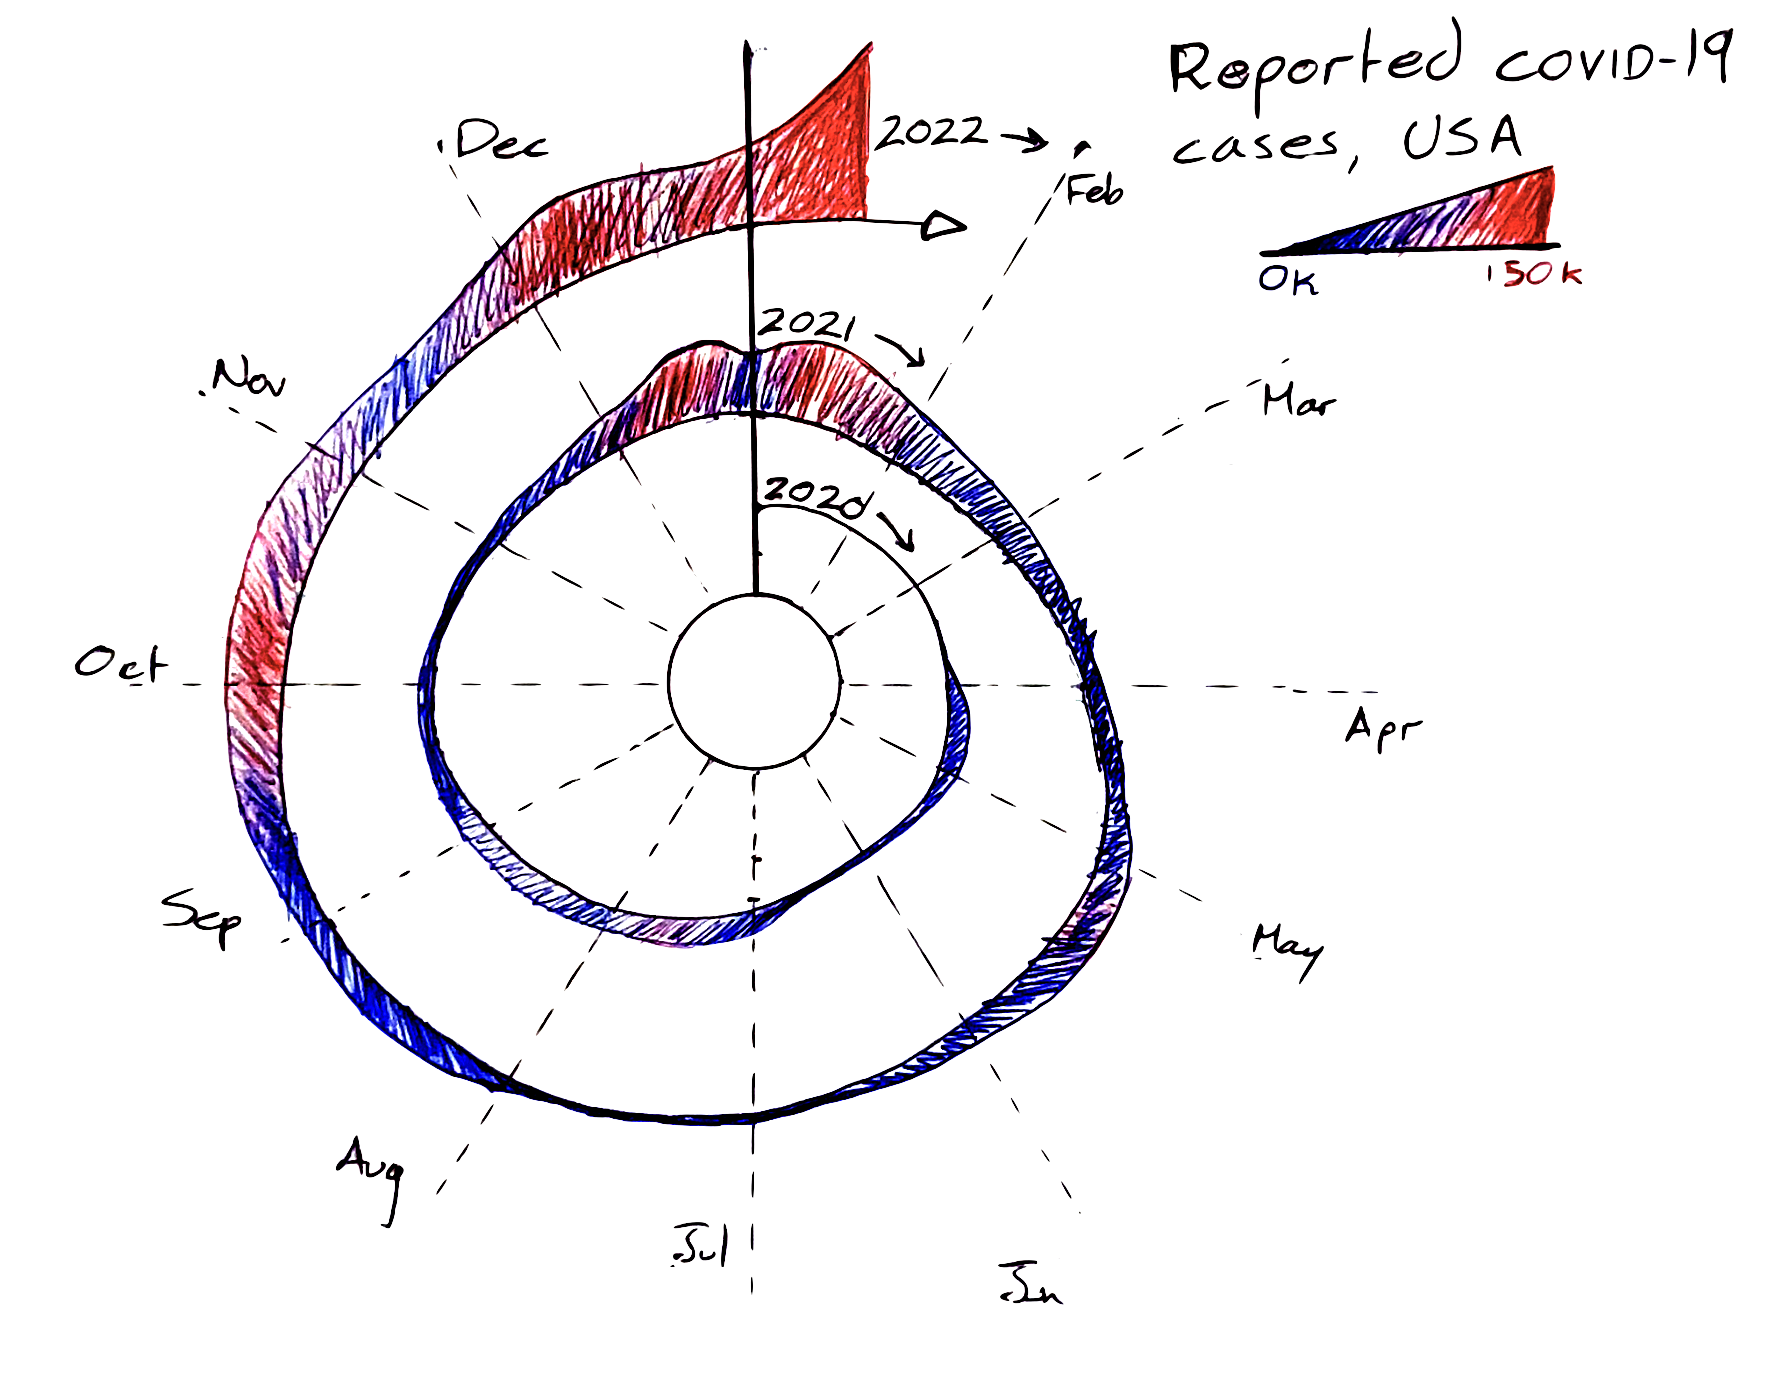 Reported COVID-19
cases, USA
0K
150K
2022
2021
2020
Feb
Mar
Apr
May
Jun
Jul
Aug
Sep
Oct
Nov
Dec